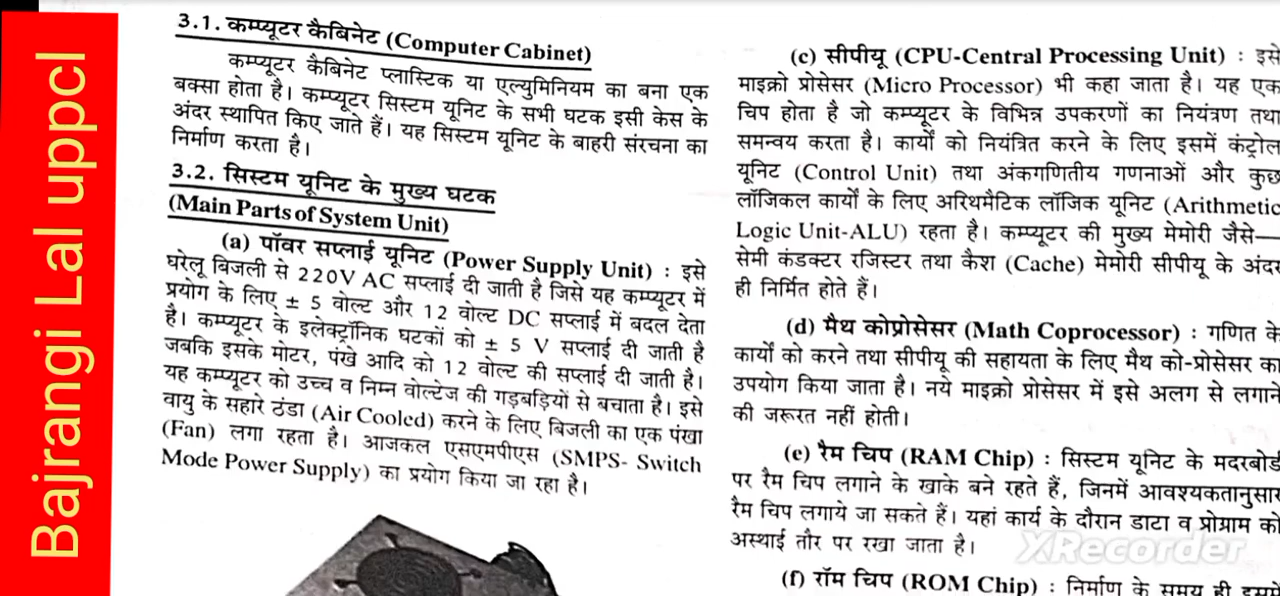 Bajrangi Lal uppcl
3.1. कम्प्यूटर कैबिनेट (Computer Cabinet)
कम्प्यूटर कैबिनेट प्लास्टिक या एल्युमिनियम का बना एक
बक्सा होता है। कम्प्यूटर सिस्टम यूनिट के सभी घटक इसी केस के
अंदर स्थापित किए जाते हैं। यह सिस्टम यूनिट के बाहरी संरचना का
निर्माण करता है।
3.2. सिस्टम यूनिट के मुख्य घटक
(Main Parts of System Unit)
(a) पॉवर सप्लाई यूनिट (Power Supply Unit) : इसे
घरेलू बिजली से 220V AC सप्लाई दी जाती है जिसे यह कम्प्यूटर में
प्रयोग के लिए ± 5 वोल्ट और 12 वोल्ट DC सप्लाई में बदल देता
है। कम्प्यूटर के इलेक्ट्रॉनिक घटकों को ± 5 V सप्लाई दी जाती है
जबकि इसके मोटर, पंखे आदि को 12 वोल्ट की सप्लाई दी जाती है।
यह कम्प्यूटर को उच्च व निम्न वोल्टेज की गड़बड़ियों से बचाता है। इसे
वायु के सहारे ठंडा (Air Cooled) करने के लिए बिजली का एक पंखा
(Fan) लगा रहता है। आजकल एसएमपीएस (SMPS- Switch
Mode Power Supply) का प्रयोग किया जा रहा है।
(c) सीपीयू (CPU-Central Processing Unit) : इसे
माइक्रो प्रोसेसर (Micro Processor) भी कहा जाता है। यह एक
चिप होता है जो कम्प्यूटर के विभिन्न उपकरणों का नियंत्रण तथा
समन्वय करता है। कार्यों को नियंत्रित करने के लिए इसमें कंट्रोल
यूनिट (Control Unit) तथा अंकगणितीय गणनाओं और कुछ
लॉजिकल कार्यों के लिए अरिथमैटिक लॉजिक यूनिट (Arithmetic
Logic Unit-ALU) रहता है। कम्प्यूटर की मुख्य मेमोरी जैसे—
सेमी कंडक्टर रजिस्टर तथा कैश (Cache) मेमोरी सीपीयू के अंदर
ही निर्मित होते हैं।
(d) मैथ कोप्रोसेसर (Math Coprocessor) : गणित के
कार्यों को करने तथा सीपीयू की सहायता के लिए मैथ को-प्रोसेसर का
उपयोग किया जाता है। नये माइक्रो प्रोसेसर में इसे अलग से लगाने
की जरूरत नहीं होती।
(e) रैम चिप (RAM Chip) : सिस्टम यूनिट के मदरबोर्ड
पर रैम चिप लगाने के खाके बने रहते हैं, जिनमें आवश्यकतानुसार
रैम चिप लगाये जा सकते हैं। यहां कार्य के दौरान डाटा व प्रोग्राम को
अस्थाई तौर पर रखा जाता है।
XRecorder
(f) रॉम चिप (ROM Chip) : निर्माण के समय ही इसमें